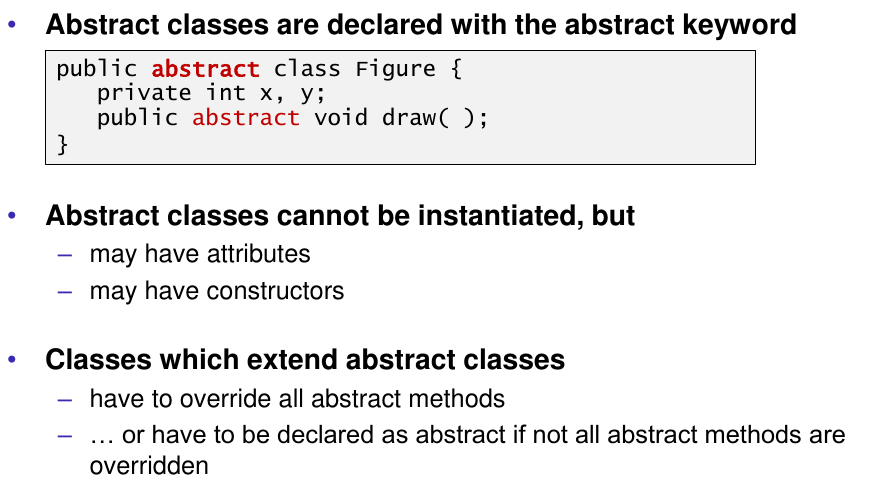 • Abstract classes are declared with the abstract keyword
public abstract class Figure {
private int x, y;
public abstract void draw( );
}
• Abstract classes cannot be instantiated, but
– may have attributes
– may have constructors
• Classes which extend abstract classes
– have to override all abstract methods
– … or have to be declared as abstract if not all abstract methods are
overridden